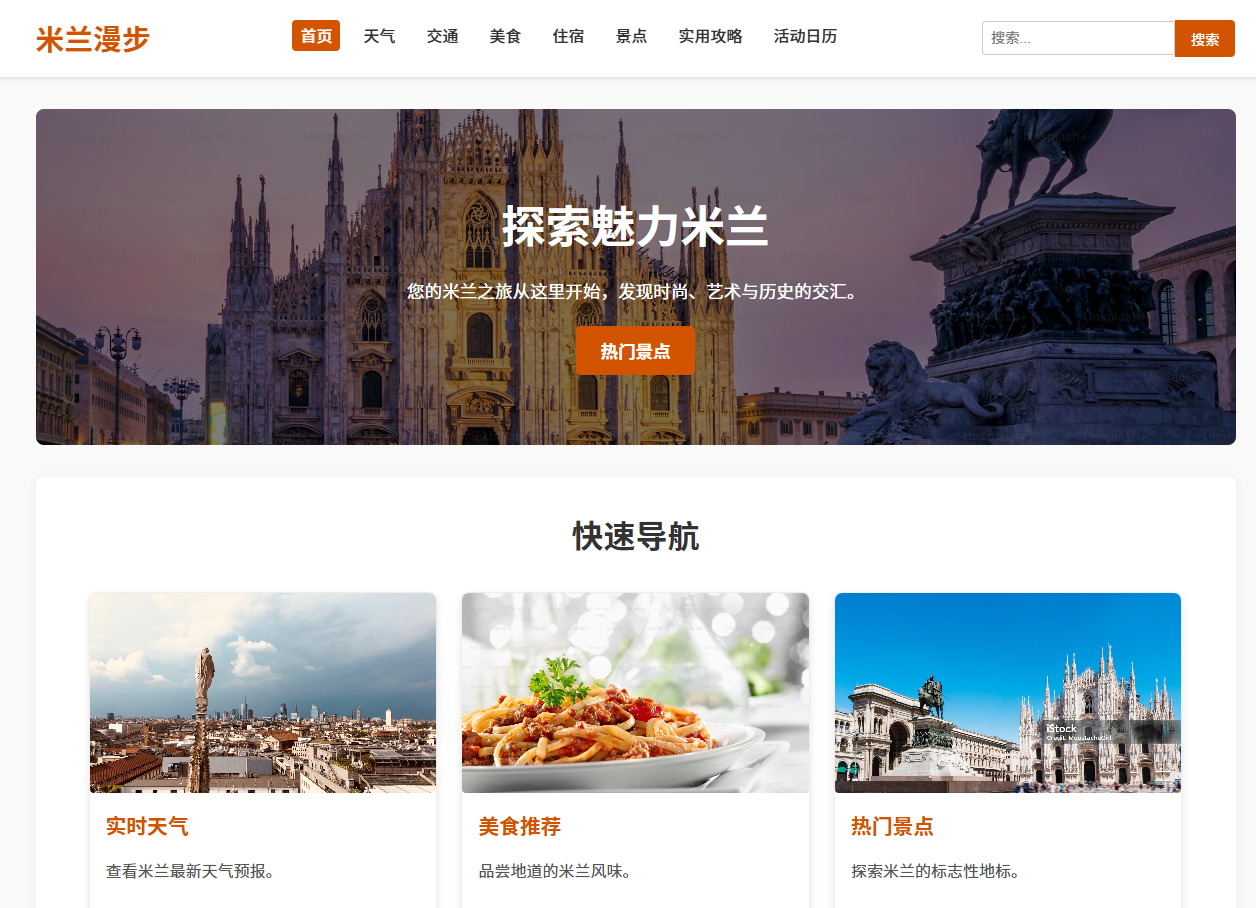 米兰漫步
首页 天气 交通 美食 住宿 景点 实用攻略 活动日历
搜索... 搜索
探索魅力米兰
您的米兰之旅从这里开始，发现时尚、艺术与历史的交汇。
热门景点
快速导航
iStock
Credit: MoustacheGirl
实时天气
查看米兰最新天气预报。
美食推荐
品尝地道的米兰风味。
热门景点
探索米兰的标志性地标。